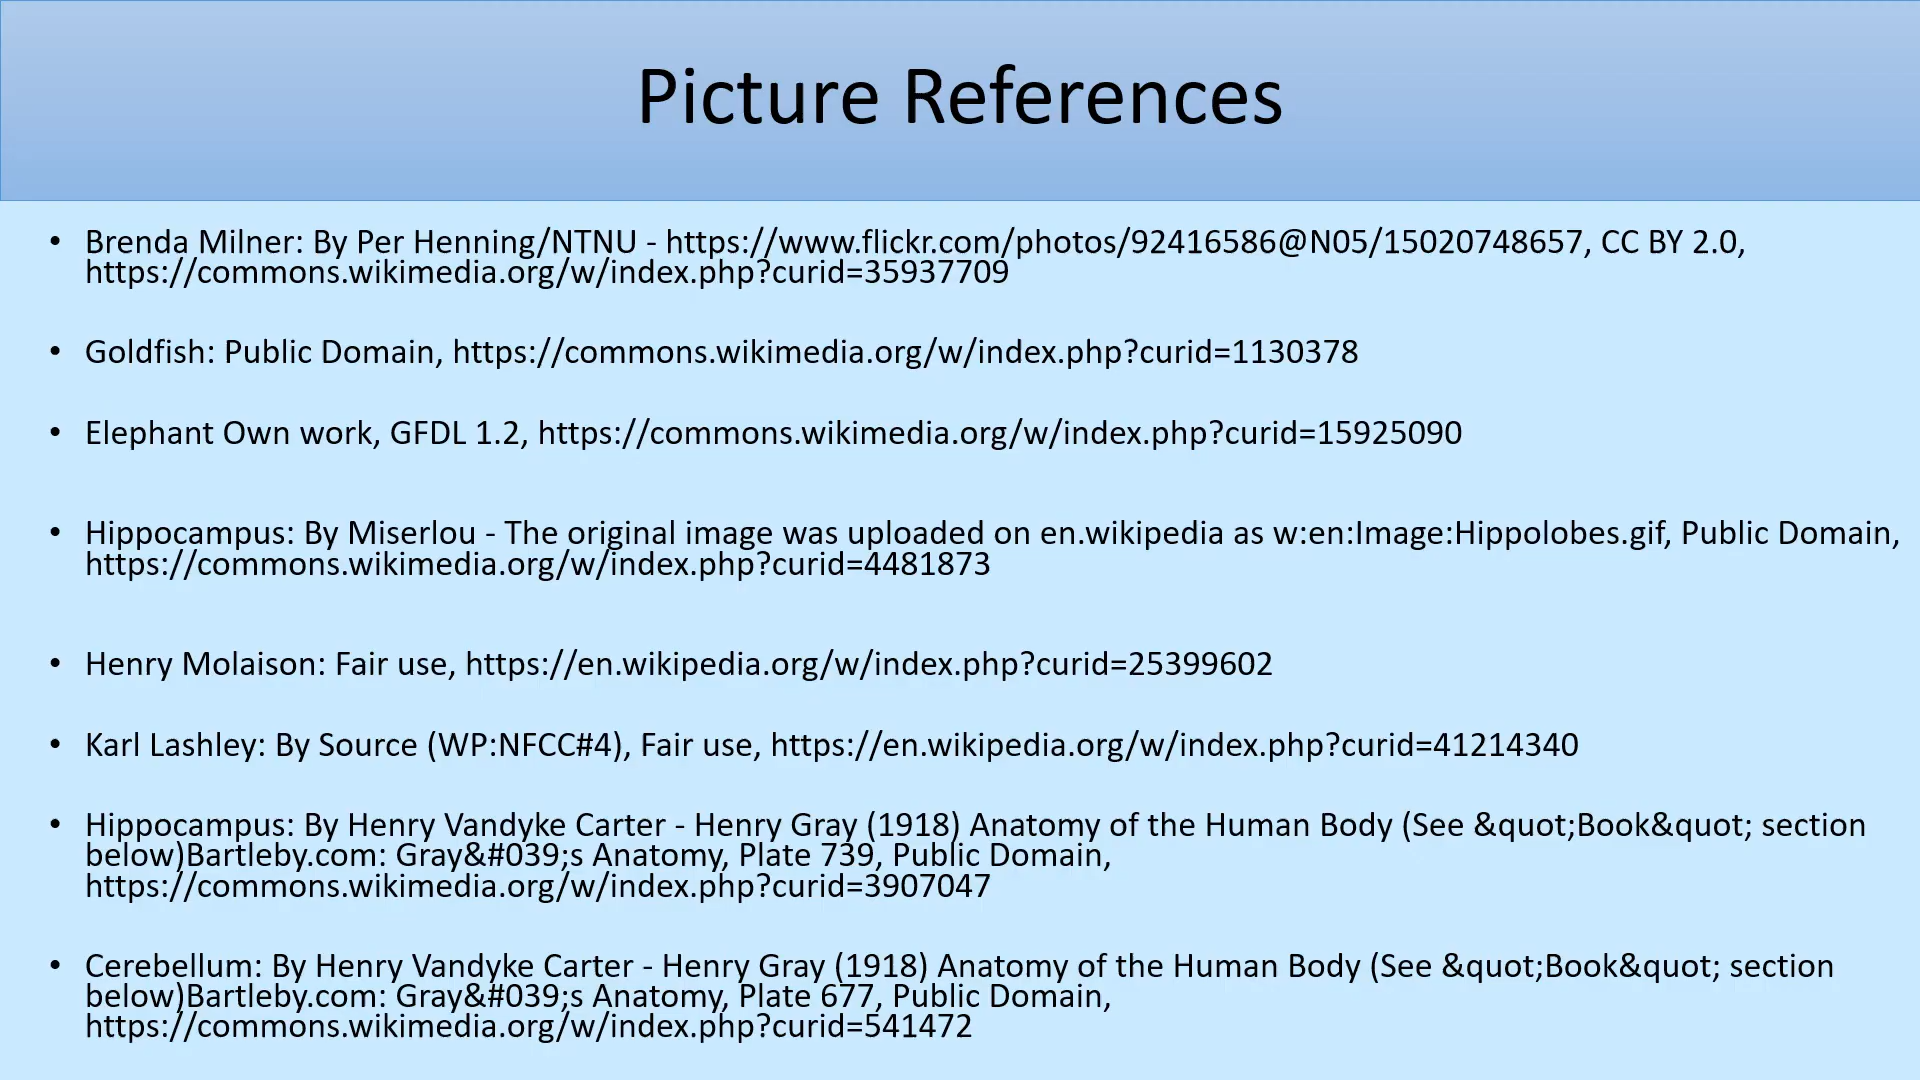 Picture References
• Brenda Milner: By Per Henning/NTNU - https://www.flickr.com/photos/92416586@N05/15020748657, CC BY 2.0,
https://commons.wikimedia.org/w/index.php?curid=35937709
• Goldfish: Public Domain, https://commons.wikimedia.org/w/index.php?curid=1130378
• Elephant Own work, GFDL 1.2, https://commons.wikimedia.org/w/index.php?curid=15925090
• Hippocampus: By Miserlou - The original image was uploaded on en.wikipedia as w:en:Image:Hippolobes.gif, Public Domain,
https://commons.wikimedia.org/w/index.php?curid=4481873
• Henry Molaison: Fair use, https://en.wikipedia.org/w/index.php?curid=25399602
• Karl Lashley: By Source (WP:NFCC#4), Fair use, https://en.wikipedia.org/w/index.php?curid=41214340
• Hippocampus: By Henry Vandyke Carter - Henry Gray (1918) Anatomy of the Human Body (See &quot;Book&quot; section
below)Bartleby.com: Gray&#039;s Anatomy, Plate 739, Public Domain,
https://commons.wikimedia.org/w/index.php?curid=3907047
• Cerebellum: By Henry Vandyke Carter - Henry Gray (1918) Anatomy of the Human Body (See &quot;Book&quot; section
below)Bartleby.com: Gray&#039;s Anatomy, Plate 677, Public Domain,
https://commons.wikimedia.org/w/index.php?curid=541472